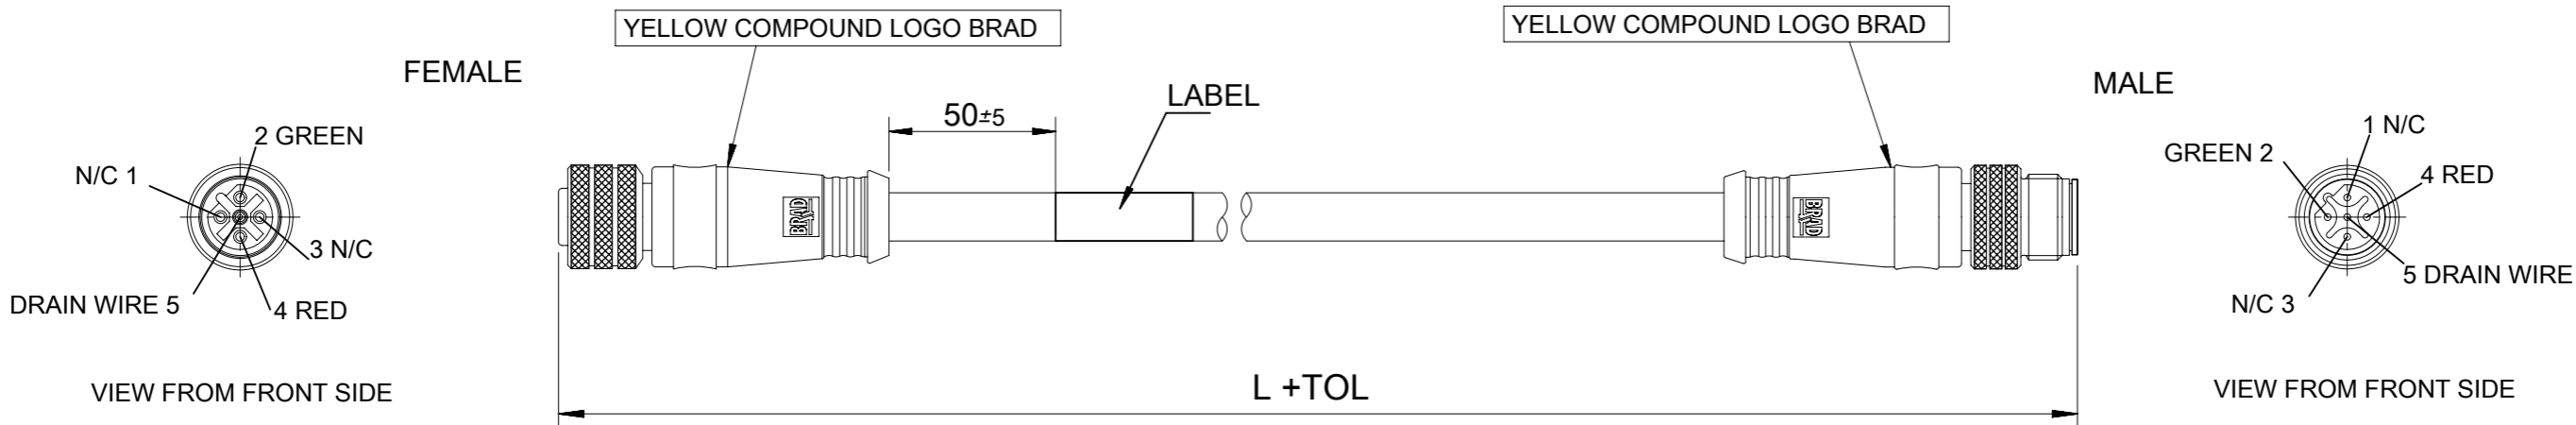 YELLOW COMPOUND LOGO BRAD
YELLOW COMPOUND LOGO BRAD
FEMALE
MALE
LABEL
50±5
2 GREEN
N/C 1
3 N/C
DRAIN WIRE 5
4 RED
VIEW FROM FRONT SIDE
BRAD
BRAD
L +TOL
1 N/C
GREEN 2
4 RED
5 DRAIN WIRE
N/C 3
VIEW FROM FRONT SIDE